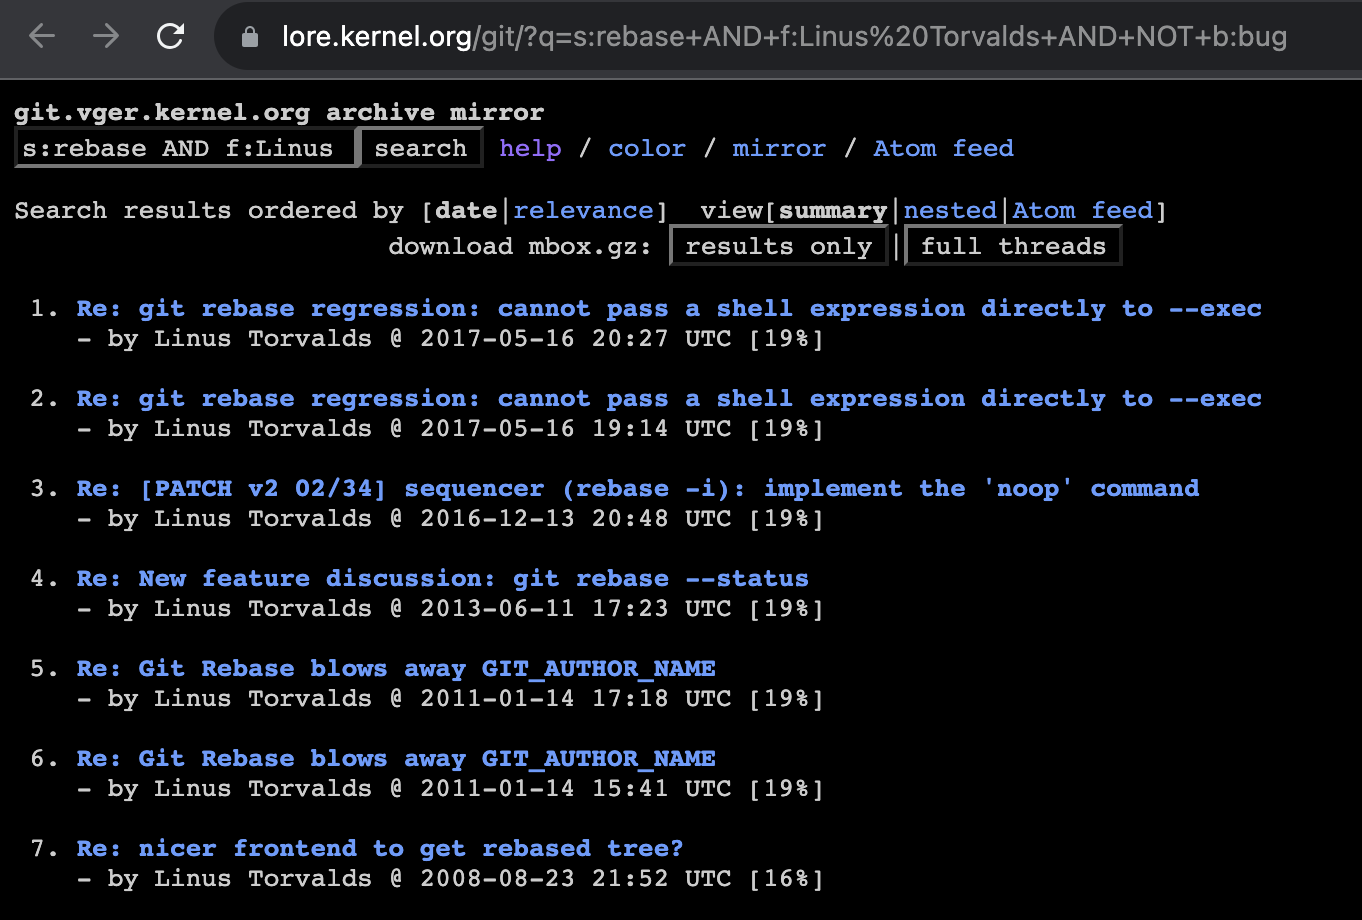 lore.kernel.org/git/?q=s:rebase+AND+f:Linus%20Torvalds+AND+NOT+b:bug
git.vger.kernel.org archive mirror
s:rebase AND f:Linus search help / color / mirror / Atom feed
Search results ordered by [date|relevance] view[summary|nested|Atom feed]
download mbox.gz: results only | full threads
1. Re: git rebase regression: cannot pass a shell expression directly to --exec
- by Linus Torvalds @ 2017-05-16 20:27 UTC [19%]
2. Re: git rebase regression: cannot pass a shell expression directly to --exec
- by Linus Torvalds @ 2017-05-16 19:14 UTC [19%]
3. Re: [PATCH v2 02/34] sequencer (rebase -i): implement the 'noop' command
- by Linus Torvalds @ 2016-12-13 20:48 UTC [19%]
4. Re: New feature discussion: git rebase --status
- by Linus Torvalds @ 2013-06-11 17:23 UTC [19%]
5. Re: Git Rebase blows away GIT_AUTHOR_NAME
- by Linus Torvalds @ 2011-01-14 17:18 UTC [19%]
6. Re: Git Rebase blows away GIT_AUTHOR_NAME
- by Linus Torvalds @ 2011-01-14 15:41 UTC [19%]
7. Re: nicer frontend to get rebased tree?
- by Linus Torvalds @ 2008-08-23 21:52 UTC [16%]